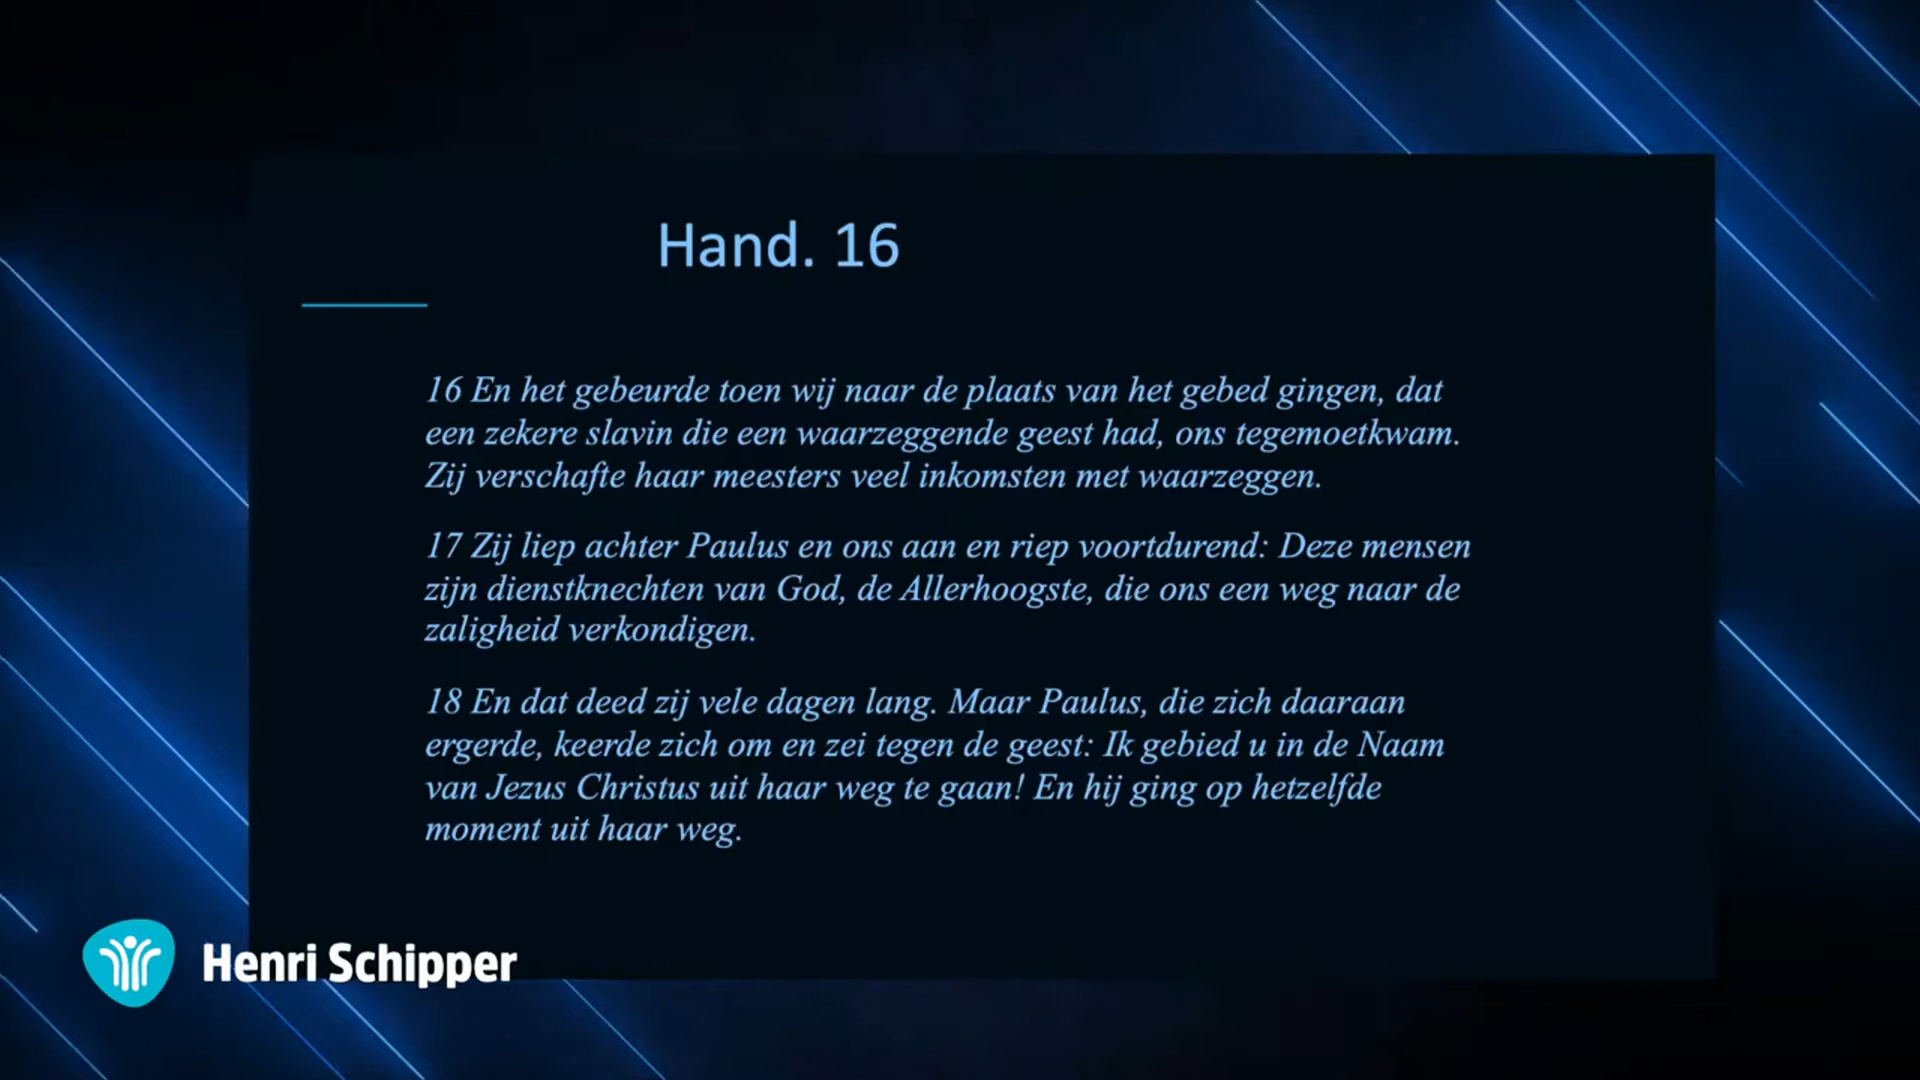 Hand. 16
16 En het gebeurde toen wij naar de plaats van het gebed gingen, dat
een zekere slavin die een waarzeggende geest had, ons tegemoetkwam.
Zij verschafte haar meesters veel inkomsten met waarzeggen.
17 Zij liep achter Paulus en ons aan en riep voortdurend: Deze mensen
zijn dienstknechten van God, de Allerhoogste, die ons een weg naar de
zaligheid verkondigen.
18 En dat deed zij vele dagen lang. Maar Paulus, die zich daaraan
ergerde, keerde zich om en zei tegen de geest: Ik gebied u in de Naam
van Jezus Christus uit haar weg te gaan! En hij ging op hetzelfde
moment uit haar weg.
Henri Schipper